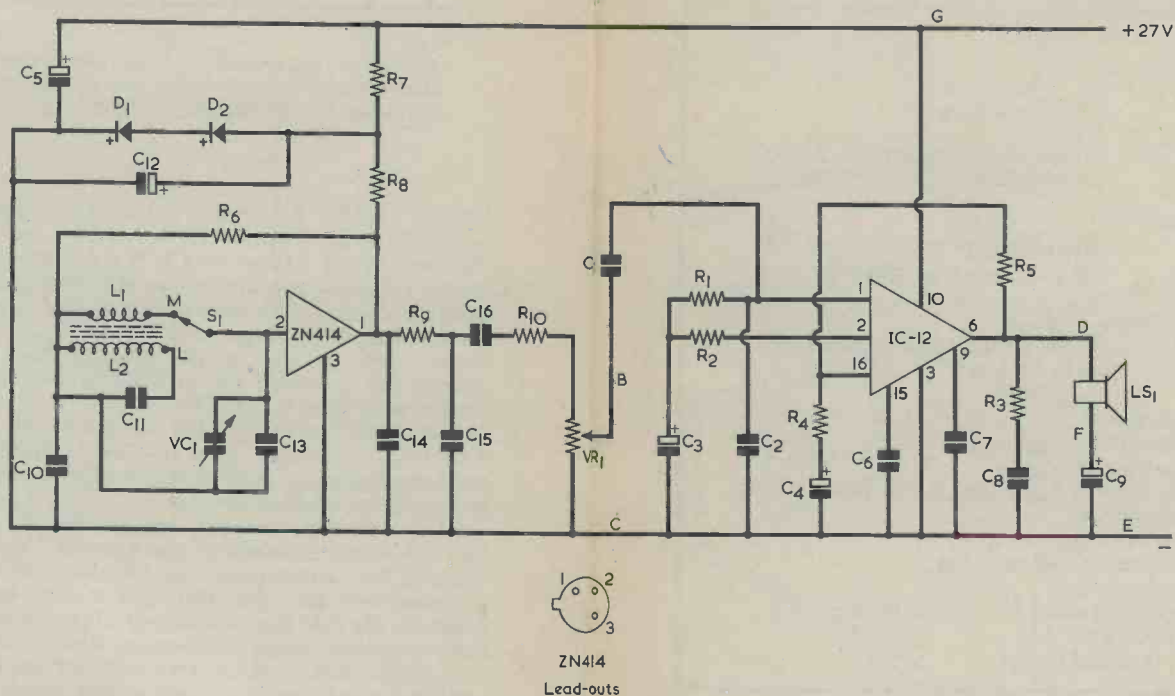 G
+27V
C5
+
R7
D1
D2
+
+
C12
+
R8
R6
L1
M
S1
2
ZN414
1
3
L2
L
C11
VC1
C13
C10
C14
R9
C15
C16
R10
VR1
C
B
C
R1
R2
C3
+
C2
1
2
16
IC-12
10
6
9
3
15
R4
C4
+
C6
C7
R5
D
R3
C8
LS1
F
+
C9
E
−
1
2
3
ZN414
Lead-outs